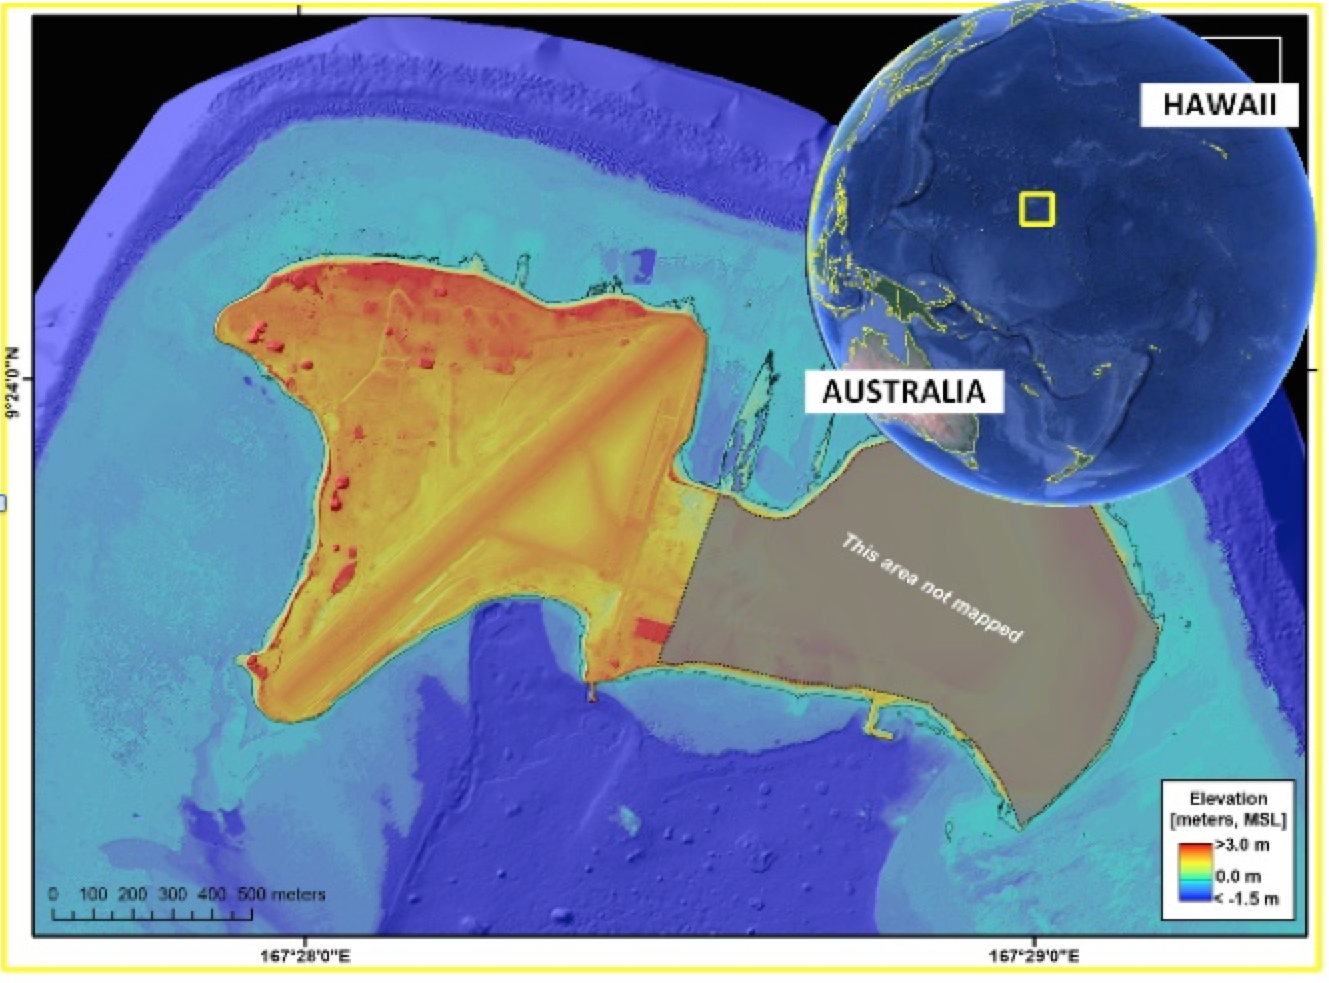 HAWAII
AUSTRALIA
9°24'0"N
This area not mapped
Elevation
[meters, MSL]
>3.0 m
0.0 m
< -1.5 m
0 100 200 300 400 500 meters
167°28'0"E
167°29'0"E